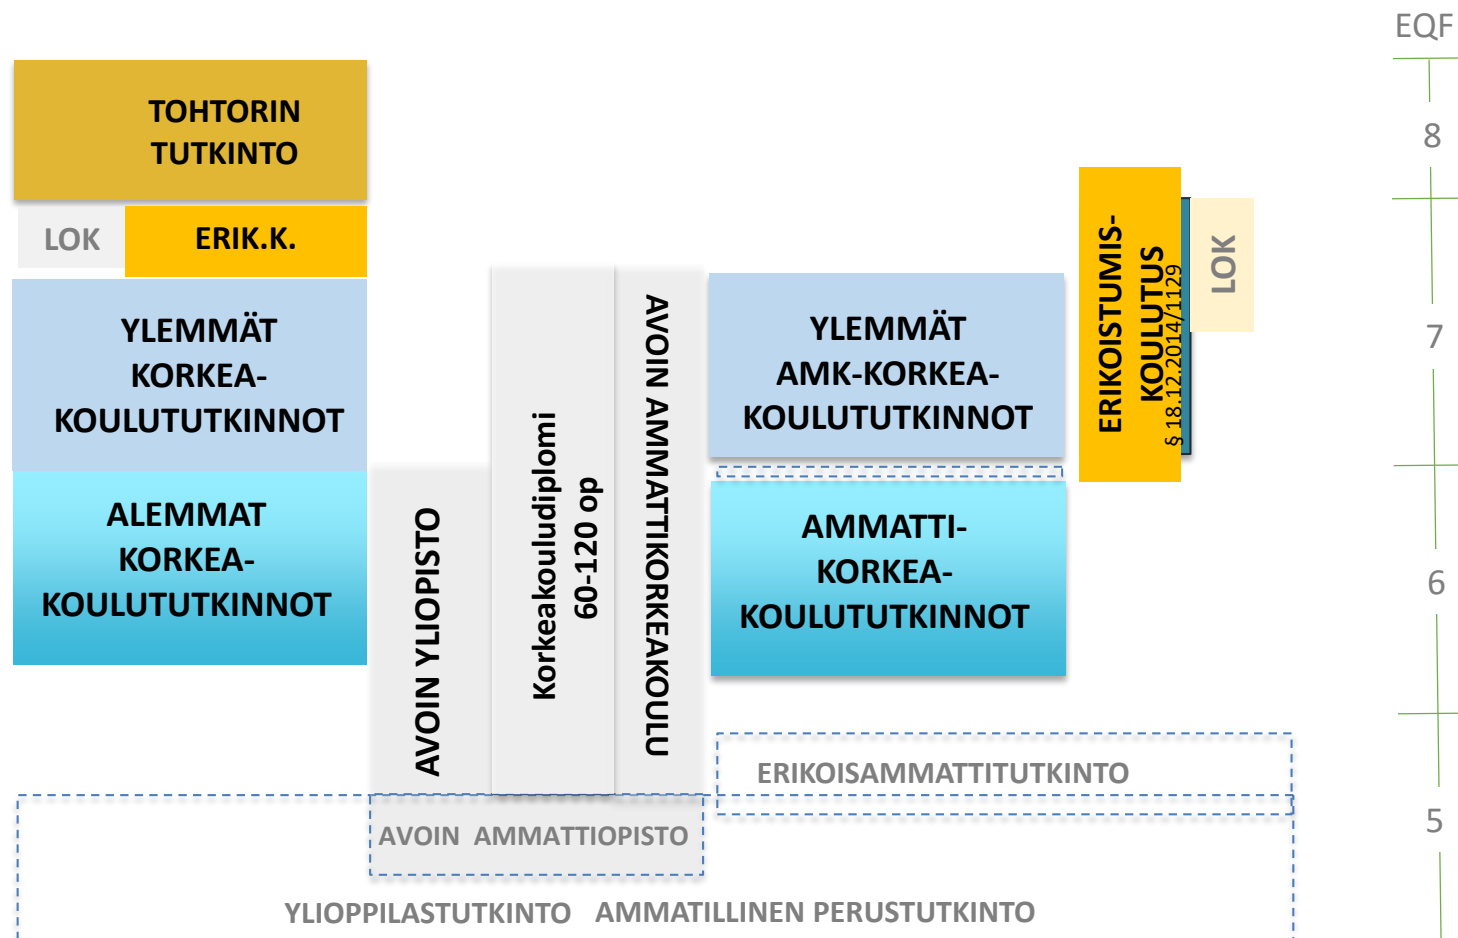 EQF
TOHTORIN
TUTKINTO
8
LOK
ERIK.K.
YLEMMÄT
KORKEA-
KOULUTUTKINNOT
ALEMMAT
KORKEA-
KOULUTUTKINNOT
AVOIN YLIOPISTO
Korkeakouludiplomi
60-120 op
AVOIN AMMATTIKORKEAKOULU
YLEMMÄT
AMK-KORKEA-
KOULUTUTKINNOT
AMMATTI-
KORKEA-
KOULUTUTKINNOT
ERIKOISTUMIS-
KOULUTUS
§ 18.12.2014/1129
LOK
7
6
ERIKOISAMMATTITUTKINTO
5
AVOIN AMMATTIOPISTO
YLIOPPILASTUTKINTO AMMATILLINEN PERUSTUTKINTO